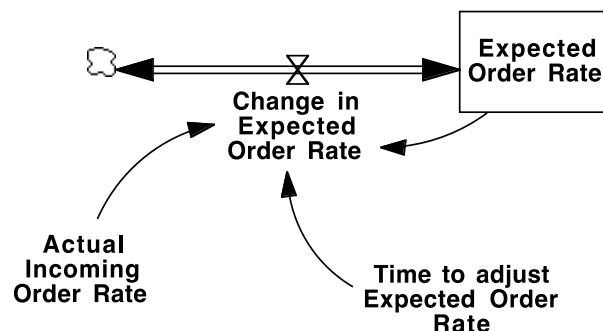 Expected
Order Rate
Change in
Expected
Order Rate
Actual
Incoming
Order Rate
Time to adjust
Expected Order
Rate